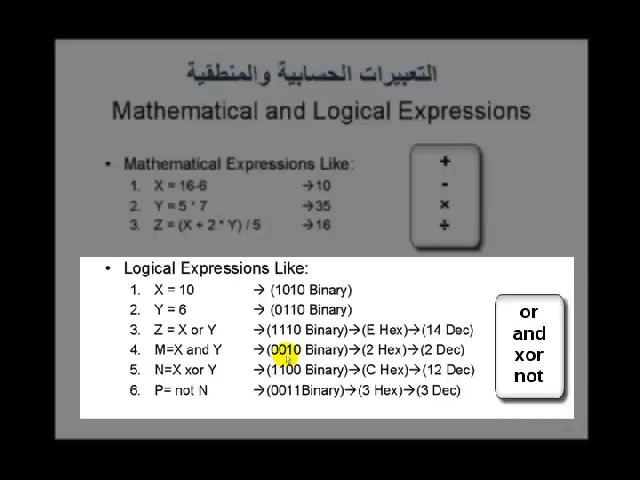 التعبيرات الحسابية والمنطقية
Mathematical and Logical Expressions
• Mathematical Expressions Like:
1. X = 16-6 →10
2. Y = 5 * 7 →35
3. Z = (X + 2 * Y) / 5 →16
+
-
×
÷
• Logical Expressions Like:
1. X = 10 → (1010 Binary)
2. Y = 6 → (0110 Binary)
3. Z = X or Y →(1110 Binary)→(E Hex)→(14 Dec)
4. M=X and Y →(0010 Binary)→(2 Hex)→(2 Dec)
5. N=X xor Y →(1100 Binary)→(C Hex)→(12 Dec)
6. P= not N →(0011Binary)→(3 Hex)→(3 Dec)
or
and
xor
not